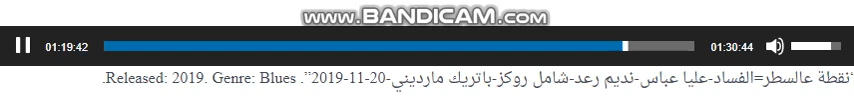 www.BANDICAM.com
01:19:42 01:30:44
‘نقطة عالسطر=الفساد-عليا عباس-نديم رعد-شامل روكز-باتريك مارديني-20-11-2019”. Released: 2019. Genre: Blues.